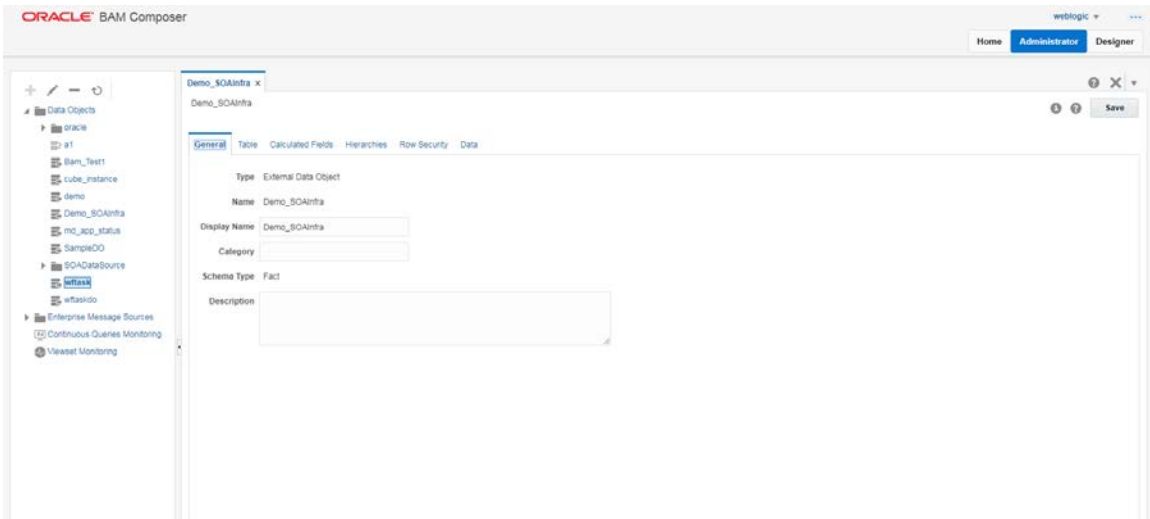 ORACLE BAM Composer
weblogic
Home Administrator Designer
Demo_SOAInfra x
Demo_SOAInfra
Save
Data Objects
oracle
a1
Bam_Test1
cube_instance
demo
Demo_SOAInfra
md_app_status
SampleDO
SOADataSource
wftask
wftaskdo
Enterprise Message Sources
Continuous Queries Monitoring
Viewset Monitoring
General Table Calculated Fields Hierarchies Row Security Data
Type External Data Object
Name Demo_SOAInfra
Display Name Demo_SOAInfra
Category
Schema Type Fact
Description